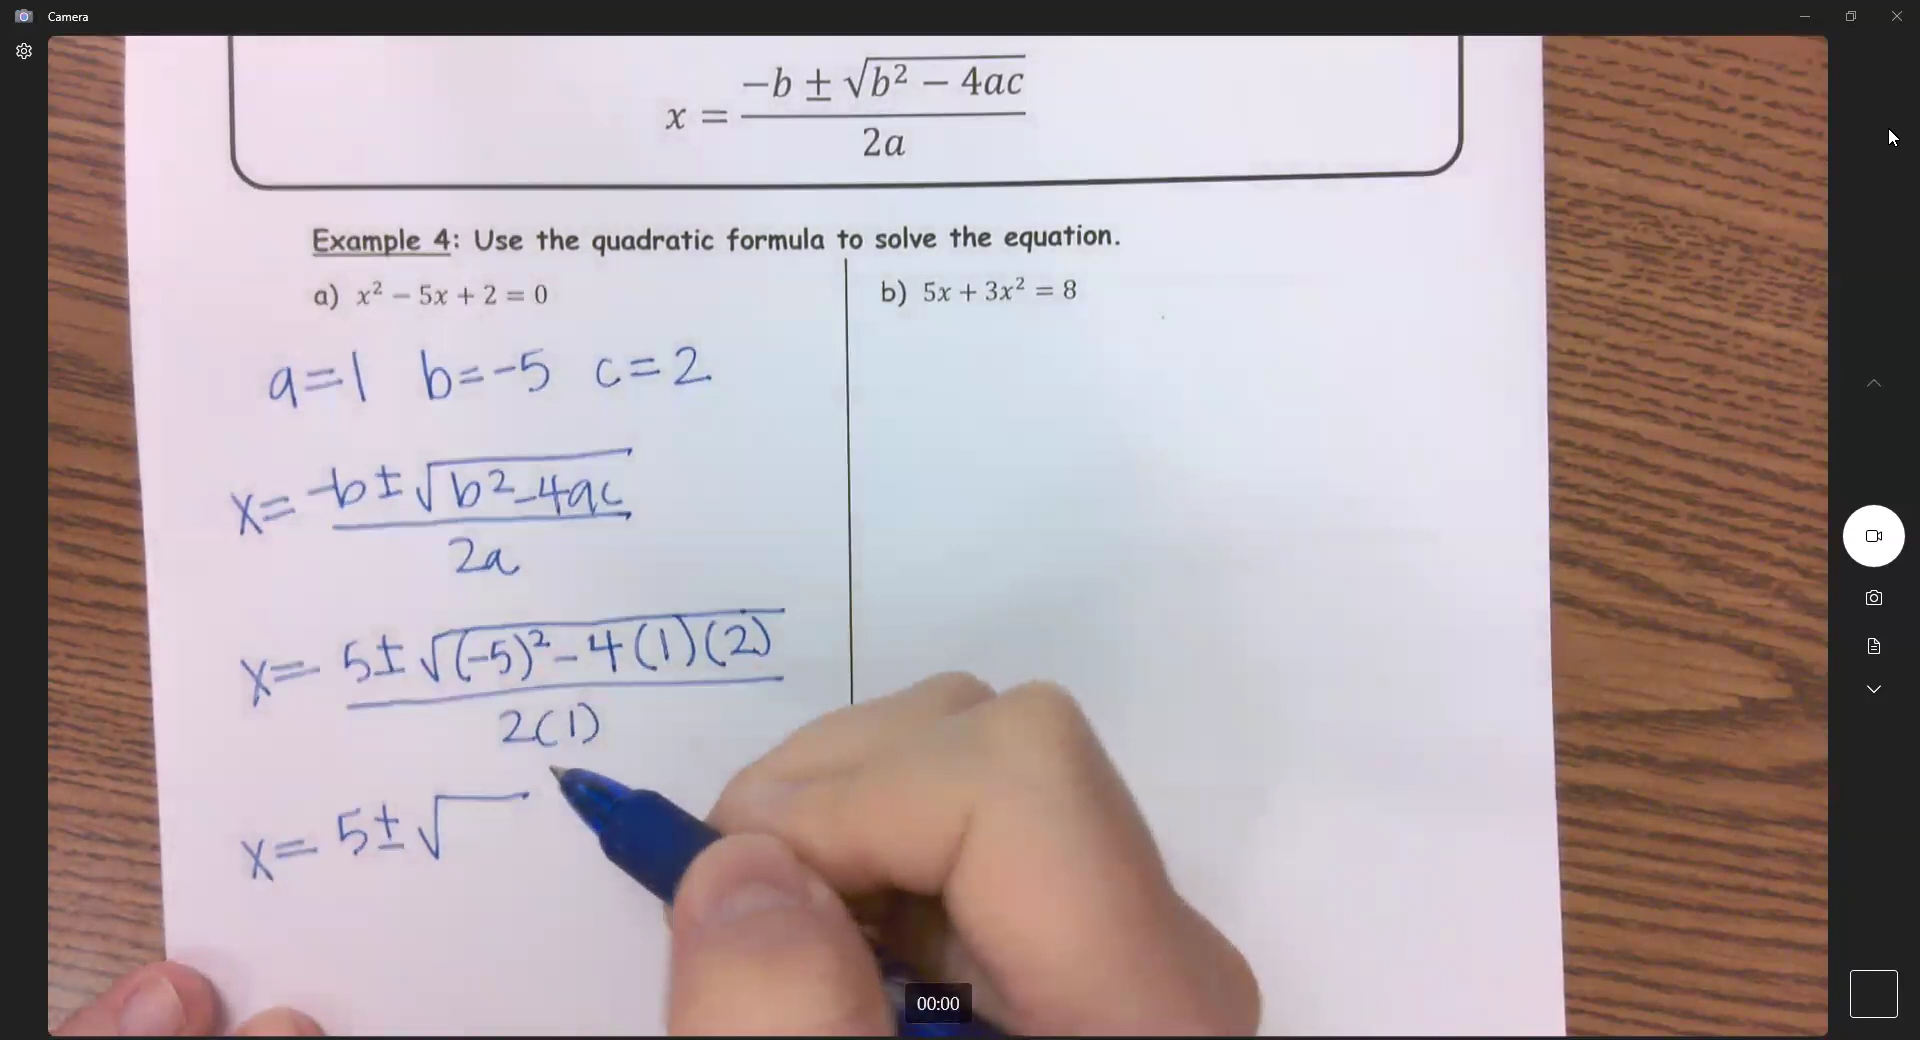 Camera
x = (-b ± √(b² − 4ac)) / 2a
Example 4: Use the quadratic formula to solve the equation.
a) x² − 5x + 2 = 0
b) 5x + 3x² = 8
a=1 b=-5 c=2
x= (-b ± √(b²-4ac)) / 2a
x= (5 ± √((-5)²-4(1)(2))) / 2(1)
x= 5 ± √
00:00